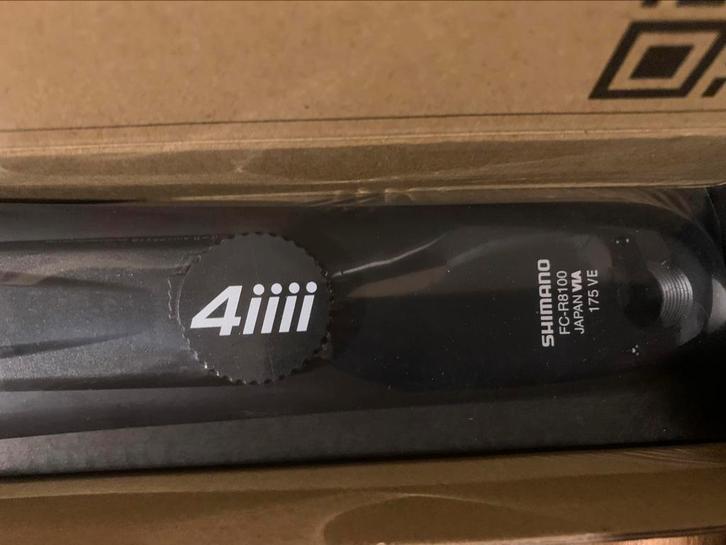 4iiii
SHIMANO
FC-R8100
JAPAN VIA
175 VE